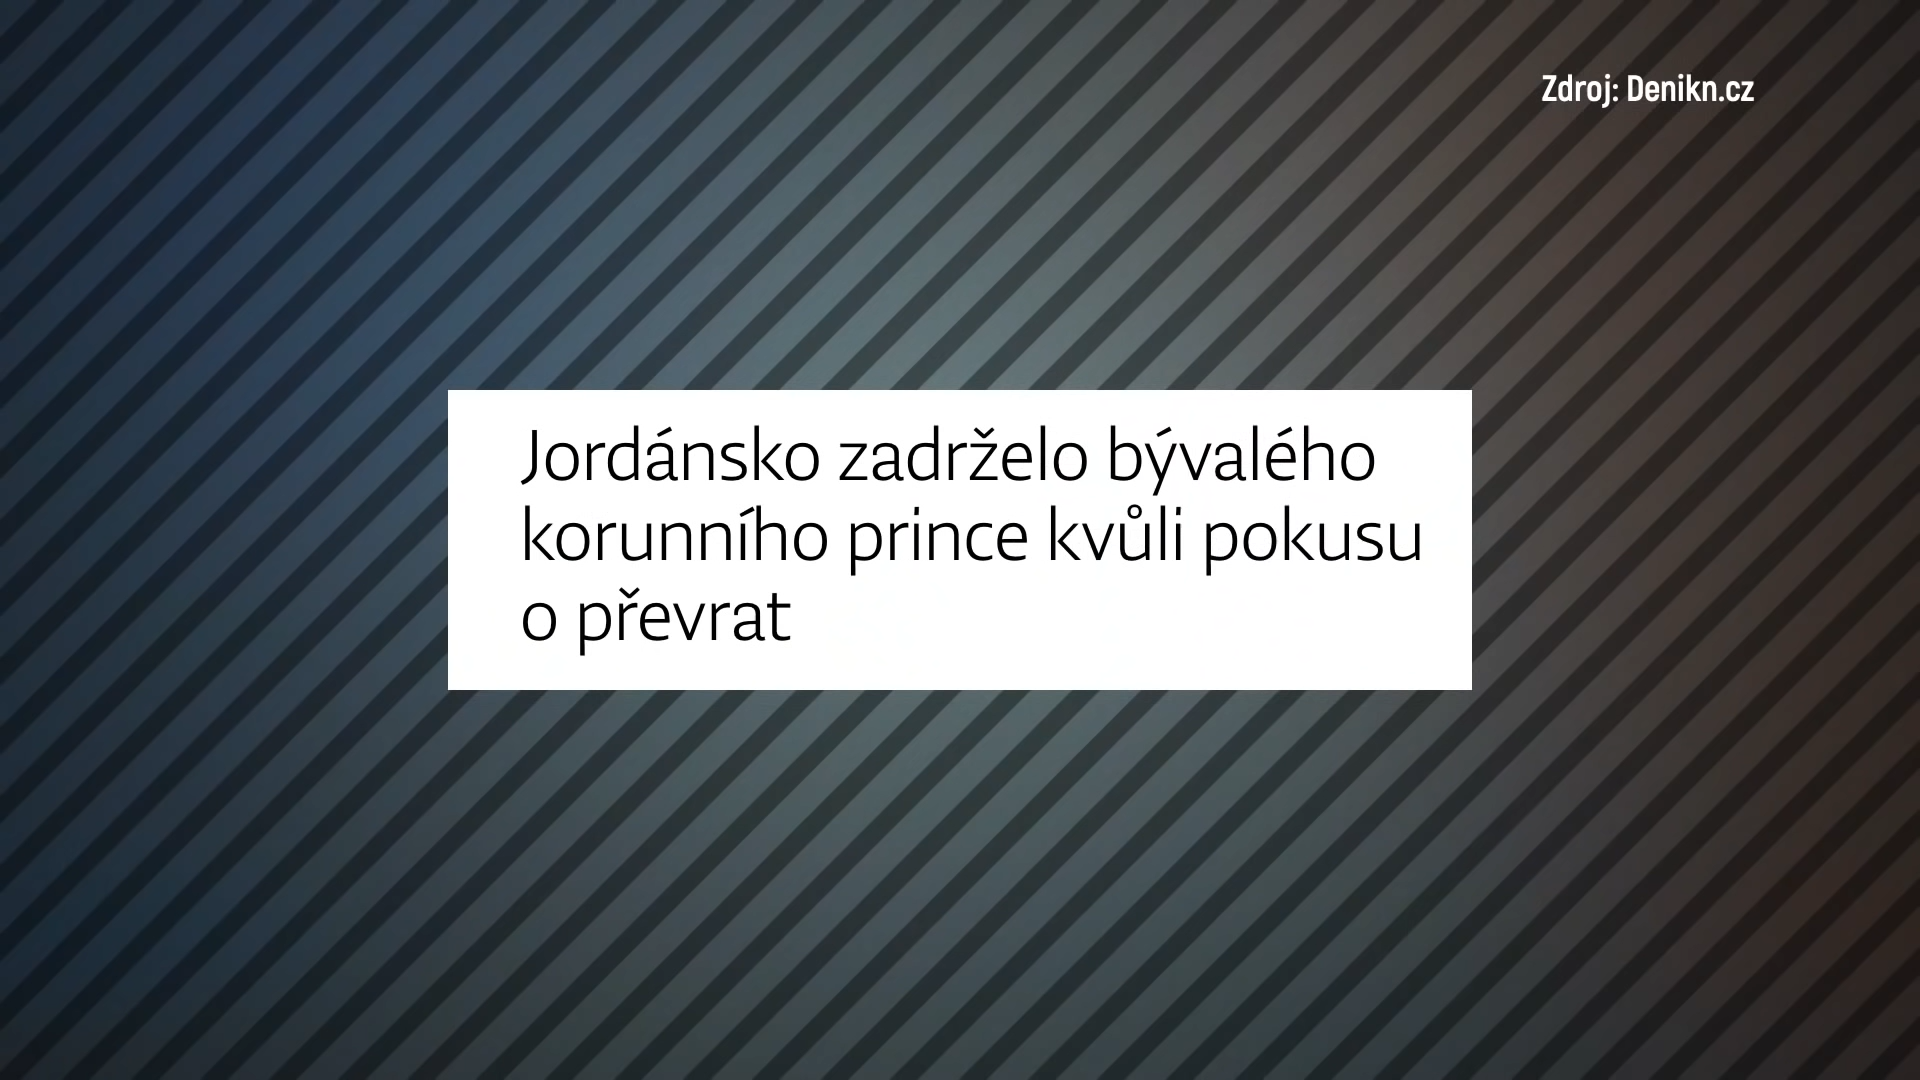 Zdroj: Denikn.cz
Jordánsko zadrželo bývalého
korunního prince kvůli pokusu
o převrat